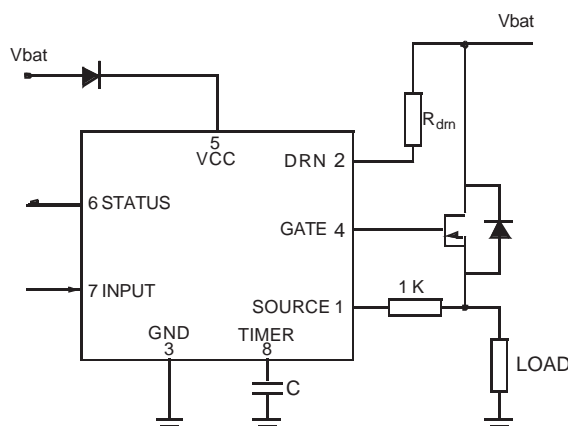 Vbat
Vbat
R drn
5
VCC
DRN 2
6 STATUS
GATE 4
7 INPUT
1 K
SOURCE 1
GND
3
TIMER
8
C
LOAD